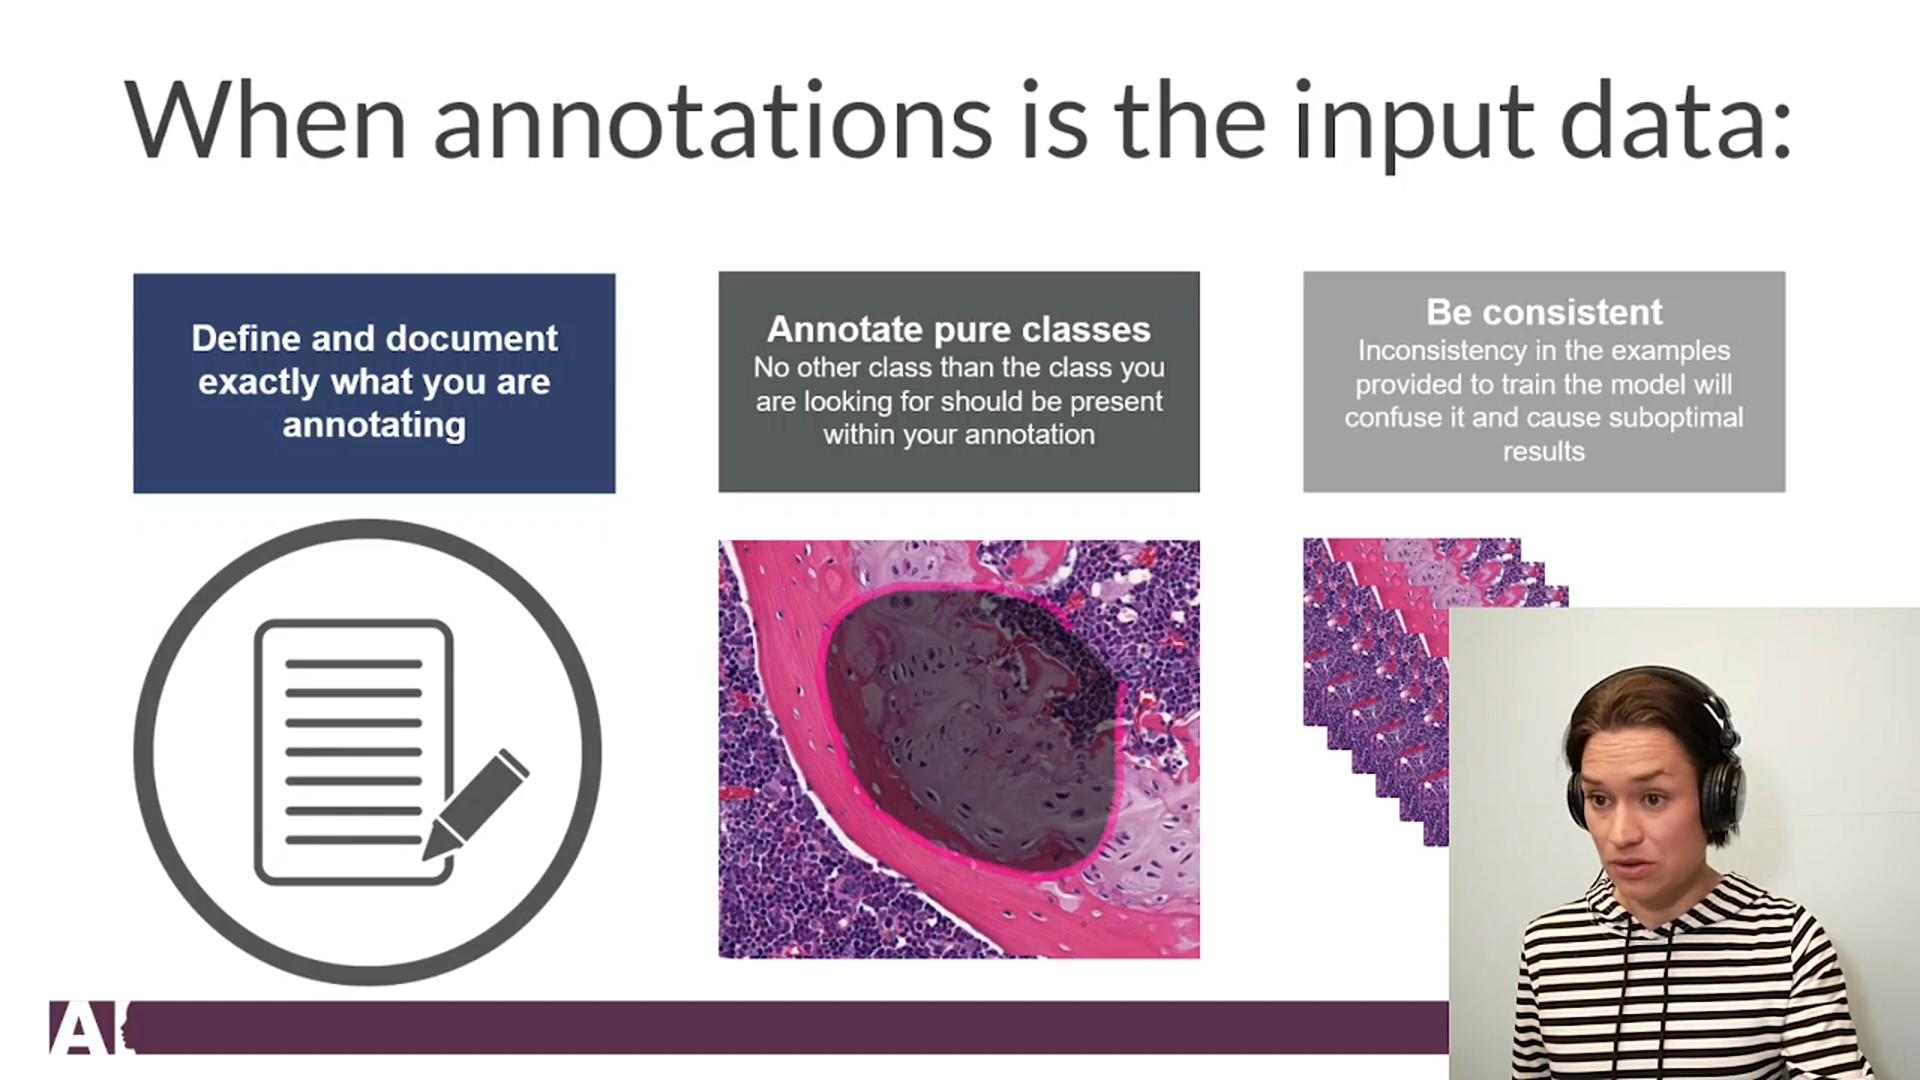 When annotations is the input data:
Define and document
exactly what you are
annotating
Annotate pure classes
No other class than the class you
are looking for should be present
within your annotation
Be consistent
Inconsistency in the examples
provided to train the model will
confuse it and cause suboptimal
results
AI